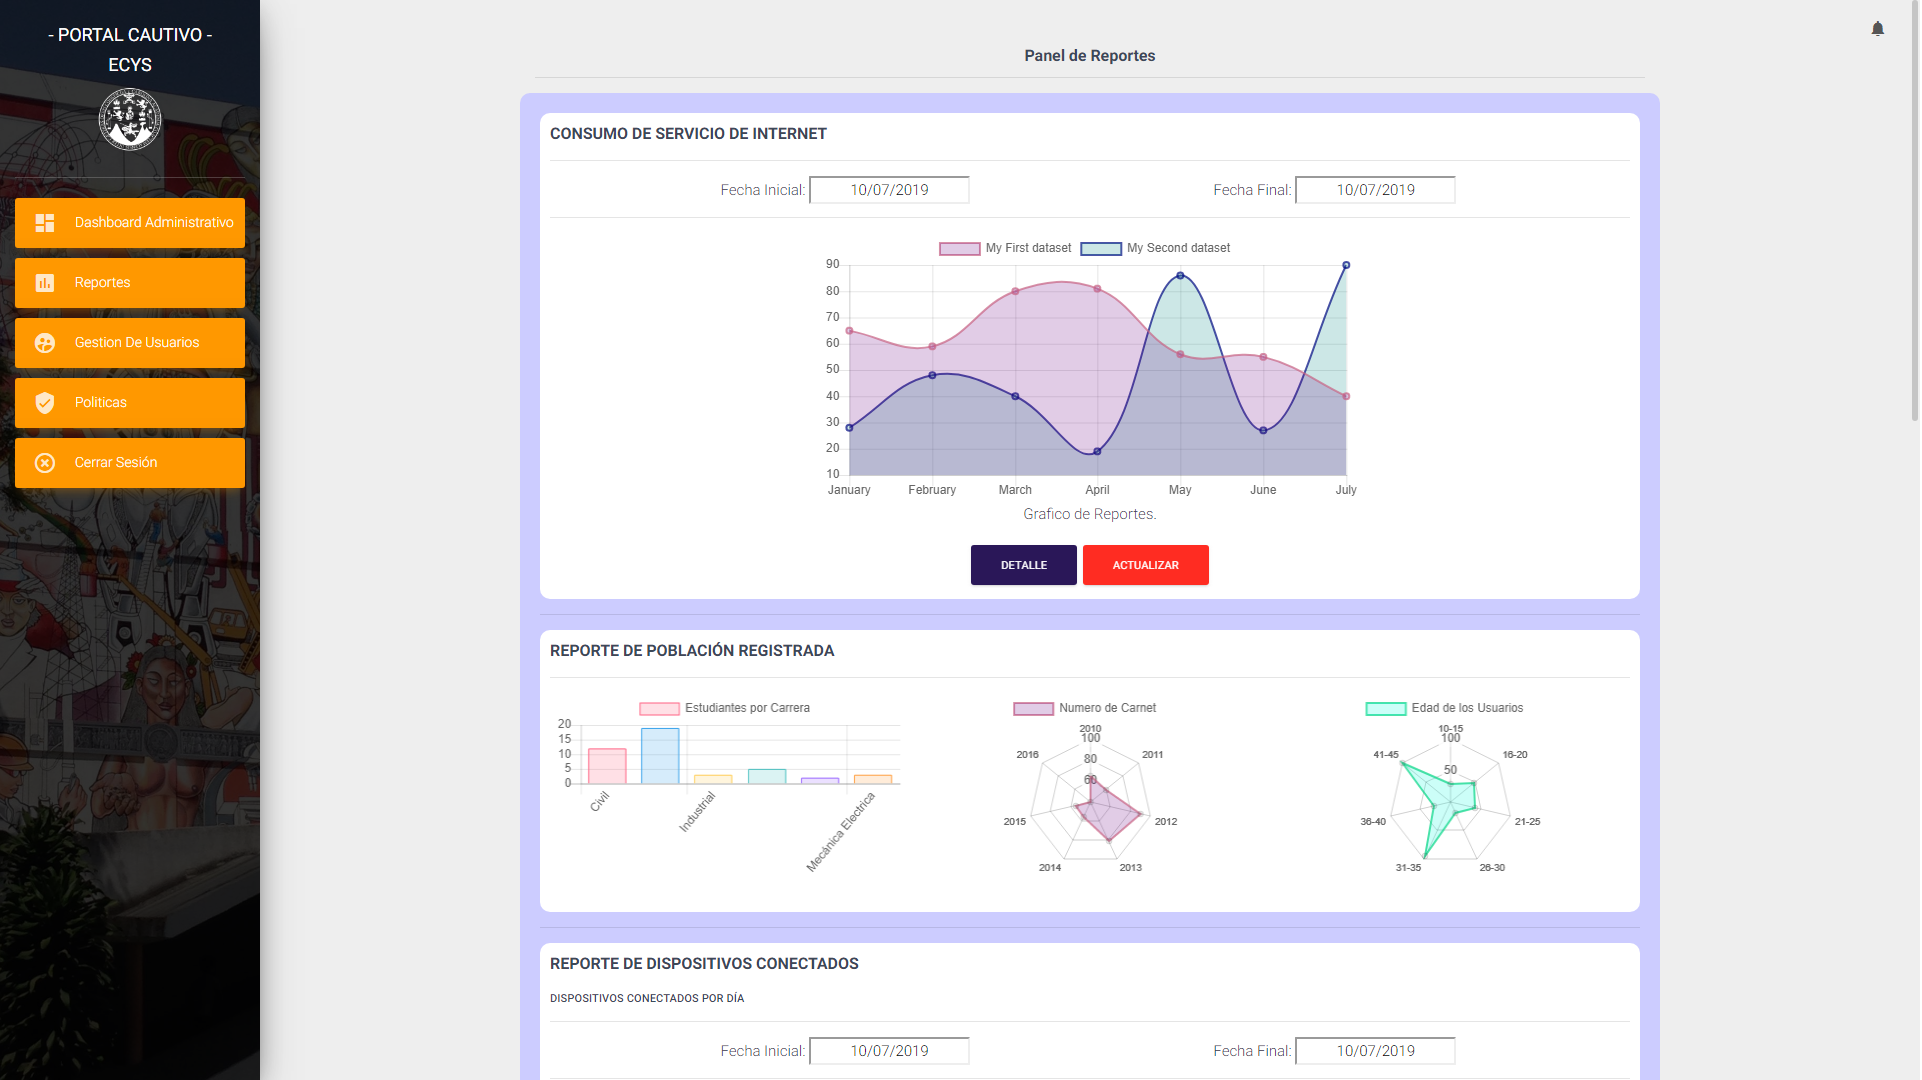 - PORTAL CAUTIVO -
ECYS
Dashboard Administrativo
Reportes
Gestion De Usuarios
Politicas
Cerrar Sesión
Panel de Reportes
CONSUMO DE SERVICIO DE INTERNET
Fecha Inicial: 10/07/2019 Fecha Final: 10/07/2019
My First dataset My Second dataset
90
80
70
60
50
40
30
20
10
January February March April May June July
Grafico de Reportes.
DETALLE ACTUALIZAR
REPORTE DE POBLACIÓN REGISTRADA
Estudiantes por Carrera
20
15
10
5
0
Civil Industrial Mecánica Electrica
Numero de Carnet
2010
100
80
60
2011
2012
2013
2014
2015
2016
Edad de los Usuarios
10-15
100
50
16-20
21-25
26-30
31-35
36-40
41-45
REPORTE DE DISPOSITIVOS CONECTADOS
DISPOSITIVOS CONECTADOS POR DÍA
Fecha Inicial: 10/07/2019 Fecha Final: 10/07/2019